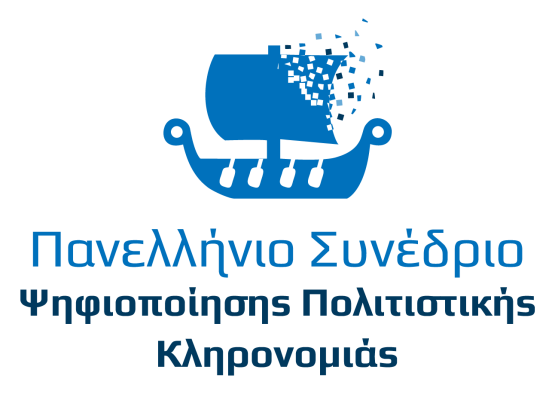 Πανελλήνιο Συνέδριο
Ψηφιοποίησης Πολιτιστικής
Κληρονομιάς